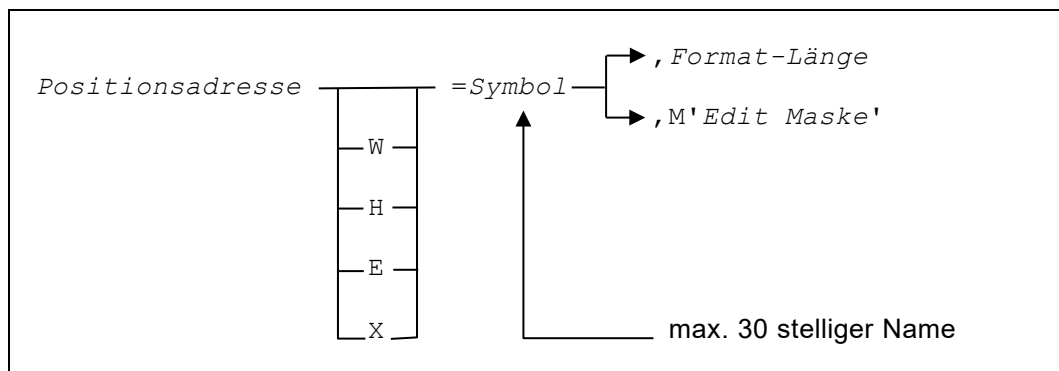 ,Format-Länge
Positionsadresse =Symbol
,M'Edit Maske'
W
H
E
X
max. 30 stelliger Name